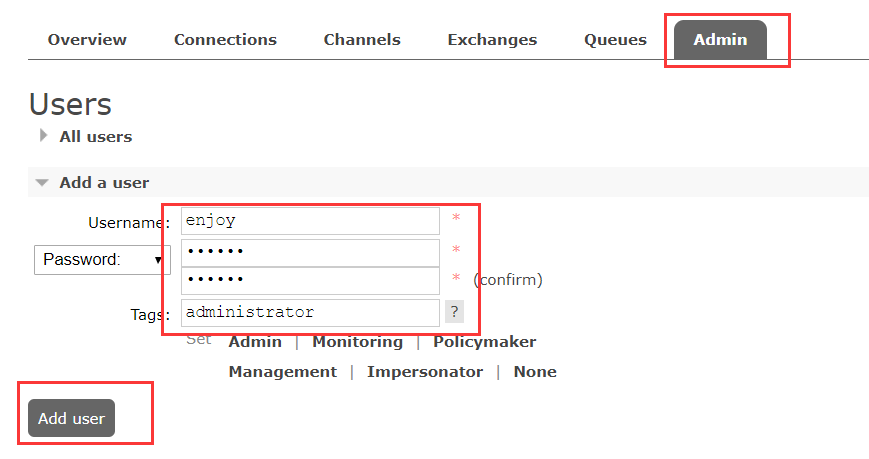 Overview Connections Channels Exchanges Queues Admin
Users
All users
Add a user
Username: enjoy *
Password: •••••• *
•••••• * (confirm)
Tags: administrator ?
Set Admin | Monitoring | Policymaker
Management | Impersonator | None
Add user